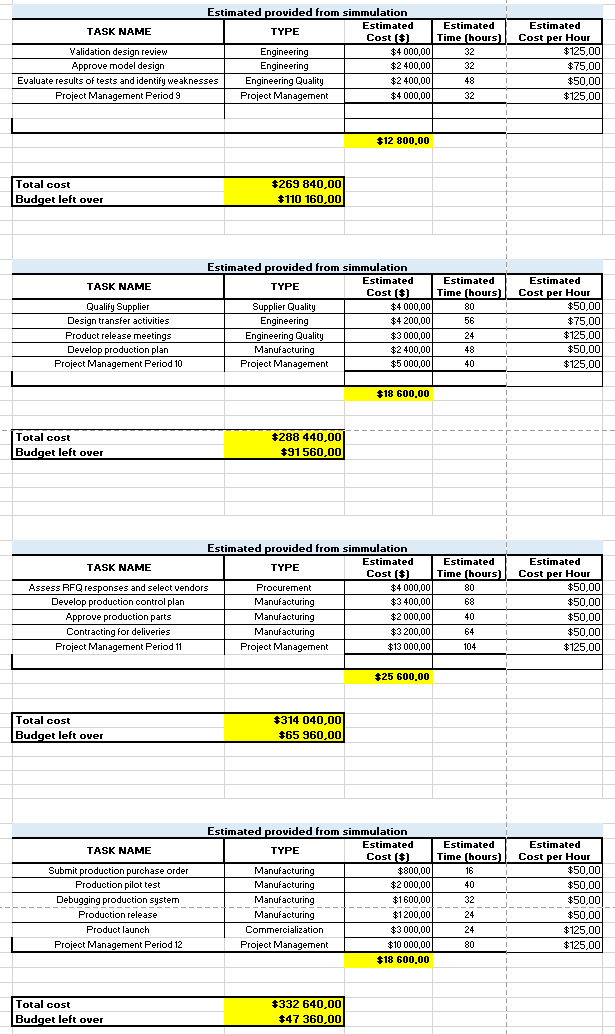 Estimated provided from simmulation
TASK NAME TYPE Estimated Cost ($) Estimated Time (hours) Estimated Cost per Hour
Validation design review Engineering $4 000,00 32 $125,00
Approve model design Engineering $2 400,00 32 $75,00
Evaluate results of tests and identify weaknesses Engineering Quality $2 400,00 48 $50,00
Project Management Period 9 Project Management $4 000,00 32 $125,00
$12 800,00
Total cost $269 840,00
Budget left over $110 160,00
Estimated provided from simmulation
TASK NAME TYPE Estimated Cost ($) Estimated Time (hours) Estimated Cost per Hour
Qualify Supplier Supplier Quality $4 000,00 80 $50,00
Design transfer activities Engineering $4 200,00 56 $75,00
Product release meetings Engineering Quality $3 000,00 24 $125,00
Develop production plan Manufacturing $2 400,00 48 $50,00
Project Management Period 10 Project Management $5 000,00 40 $125,00
$18 600,00
Total cost $288 440,00
Budget left over $91 560,00
Estimated provided from simmulation
TASK NAME TYPE Estimated Cost ($) Estimated Time (hours) Estimated Cost per Hour
Assess RFQ responses and select vendors Procurement $4 000,00 80 $50,00
Develop production control plan Manufacturing $3 400,00 68 $50,00
Approve production parts Manufacturing $2 000,00 40 $50,00
Contracting for deliveries Manufacturing $3 200,00 64 $50,00
Project Management Period 11 Project Management $13 000,00 104 $125,00
$25 600,00
Total cost $314 040,00
Budget left over $65 960,00
Estimated provided from simmulation
TASK NAME TYPE Estimated Cost ($) Estimated Time (hours) Estimated Cost per Hour
Submit production purchase order Manufacturing $800,00 16 $50,00
Production pilot test Manufacturing $2 000,00 40 $50,00
Debugging production system Manufacturing $1 600,00 32 $50,00
Production release Manufacturing $1 200,00 24 $50,00
Product launch Commercialization $3 000,00 24 $125,00
Project Management Period 12 Project Management $10 000,00 80 $125,00
$18 600,00
Total cost $332 640,00
Budget left over $47 360,00